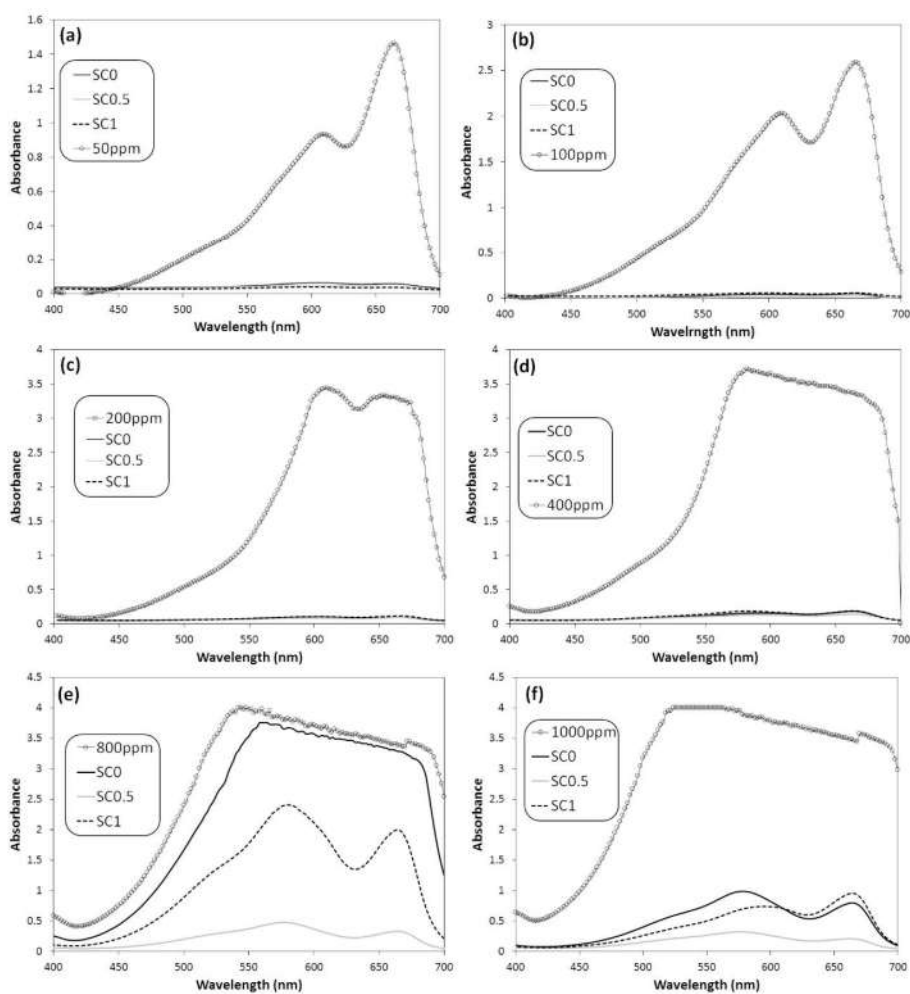 (a)
1.6
1.4
1.2
1
0.8
0.6
0.4
0.2
0
Absorbance
SC0
SC0.5
SC1
50ppm
400 450 500 550 600 650 700
Wavelength (nm)
(b)
3
2.5
2
1.5
1
0.5
0
Absorbance
SC0
SC0.5
SC1
100ppm
400 450 500 550 600 650 700
Wavelrngth (nm)
(c)
4
3.5
3
2.5
2
1.5
1
0.5
0
Absorbance
200ppm
SC0
SC0.5
SC1
400 450 500 550 600 650 700
Wavelength (nm)
(d)
4
3.5
3
2.5
2
1.5
1
0.5
0
Absorbance
SC0
SC0.5
SC1
400ppm
400 450 500 550 600 650 700
Wavelength (nm)
(e)
4.5
4
3.5
3
2.5
2
1.5
1
0.5
0
Absorbance
800ppm
SC0
SC0.5
SC1
400 450 500 550 600 650 700
Wavelength (nm)
(f)
4.5
4
3.5
3
2.5
2
1.5
1
0.5
0
Absorbance
1000ppm
SC0
SC0.5
SC1
400 450 500 550 600 650 700
Wavelength (nm)